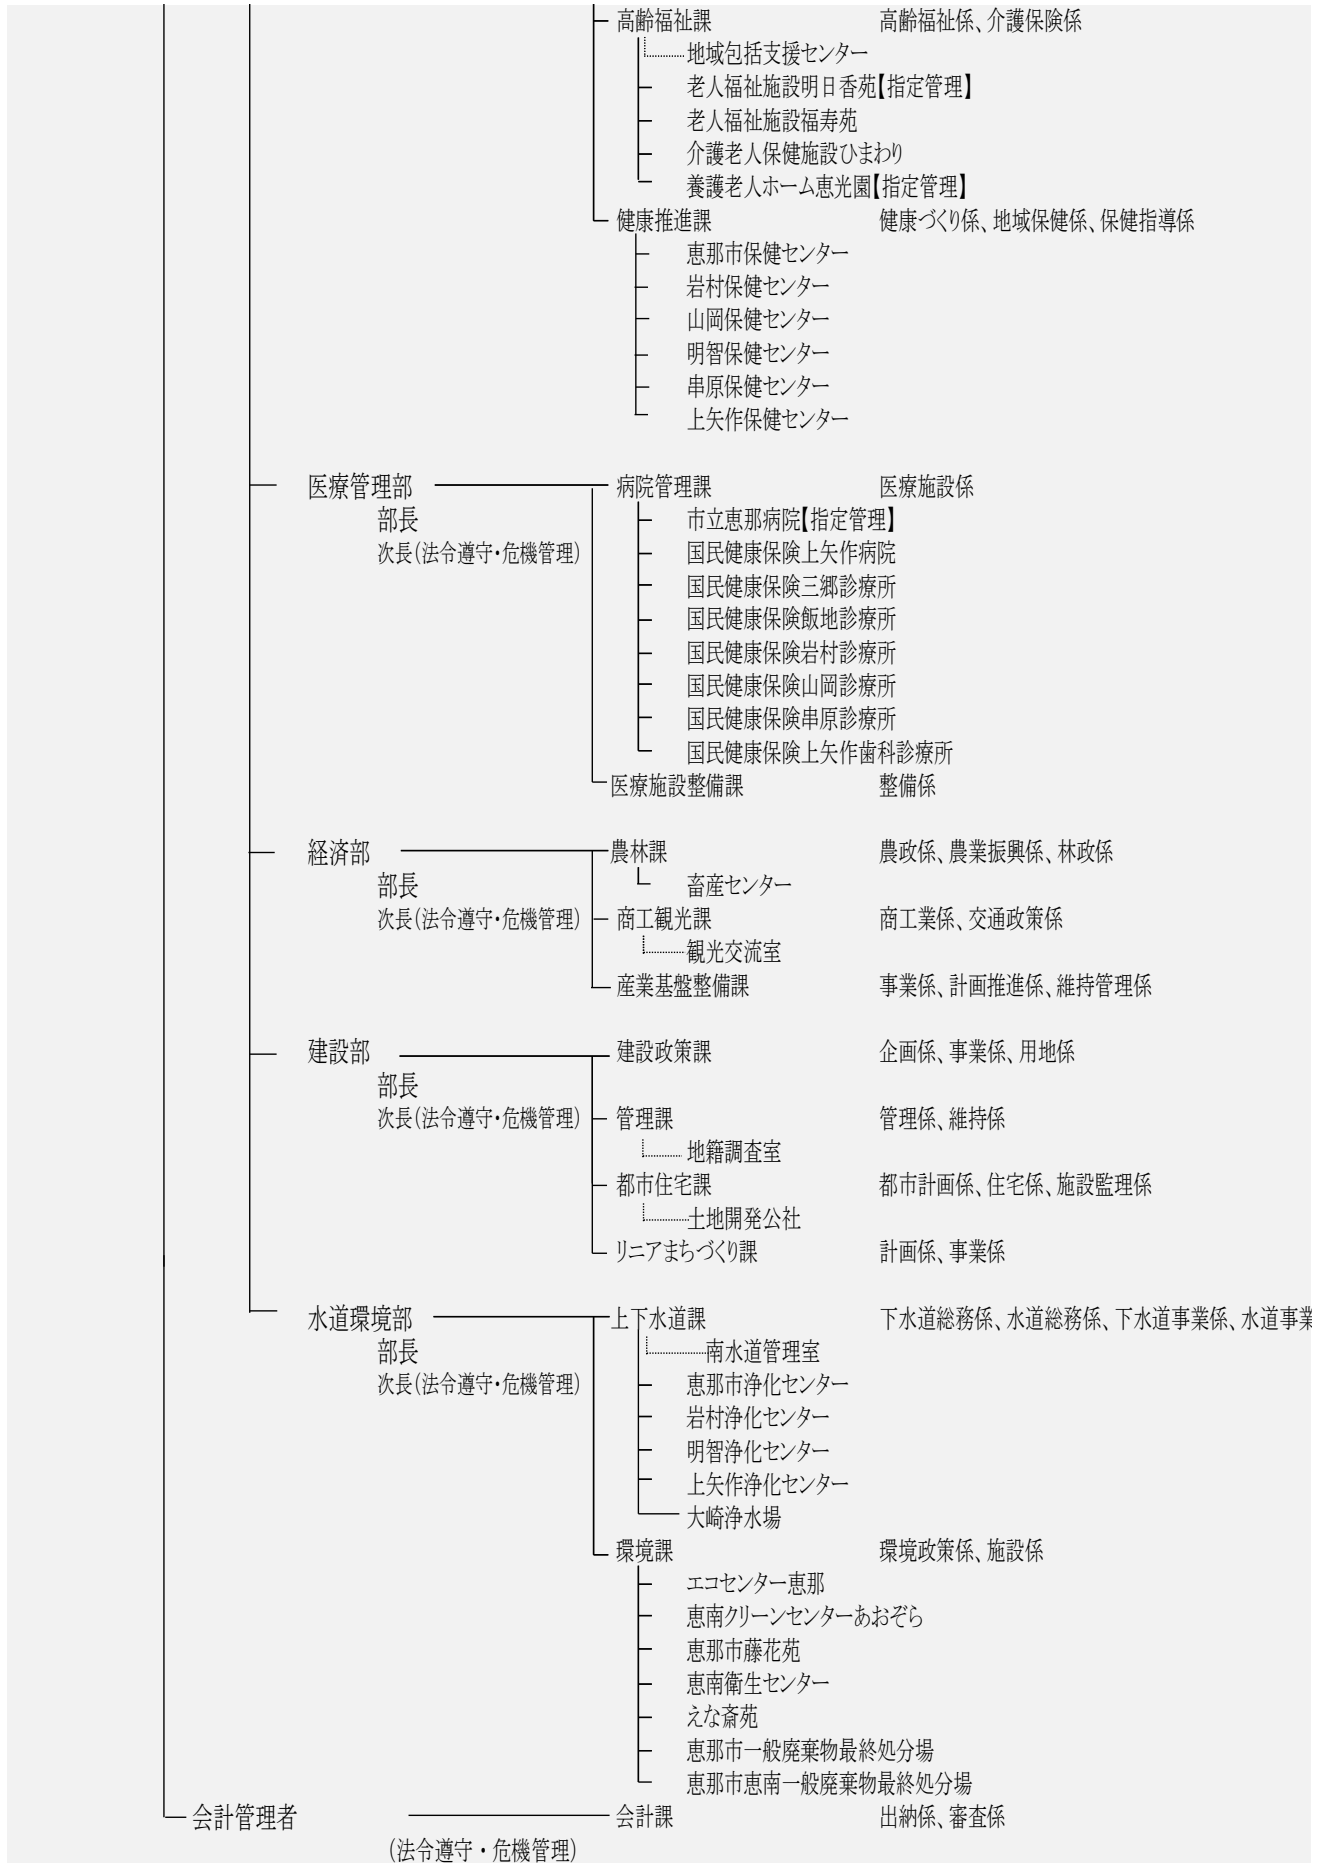 高齢福祉課 高齢福祉係、介護保険係
地域包括支援センター
老人福祉施設明日香苑【指定管理】
老人福祉施設福寿苑
介護老人保健施設ひまわり
養護老人ホーム恵光園【指定管理】
健康推進課 健康づくり係、地域保健係、保健指導係
恵那市保健センター
岩村保健センター
山岡保健センター
明智保健センター
串原保健センター
上矢作保健センター
医療管理部 病院管理課 医療施設係
部長 市立恵那病院【指定管理】
次長(法令遵守・危機管理) 国民健康保険上矢作病院
国民健康保険三郷診療所
国民健康保険飯地診療所
国民健康保険岩村診療所
国民健康保険山岡診療所
国民健康保険串原診療所
国民健康保険上矢作歯科診療所
医療施設整備課 整備係
経済部 農林課 農政係、農業振興係、林政係
部長 畜産センター
次長(法令遵守・危機管理) 商工観光課 商工業係、交通政策係
観光交流室
産業基盤整備課 事業係、計画推進係、維持管理係
建設部 建設政策課 企画係、事業係、用地係
部長
次長(法令遵守・危機管理) 管理課 管理係、維持係
地籍調査室
都市住宅課 都市計画係、住宅係、施設監理係
土地開発公社
リニアまちづくり課 計画係、事業係
水道環境部 上下水道課 下水道総務係、水道総務係、下水道事業係、水道事業
部長 南水道管理室
次長(法令遵守・危機管理) 恵那市浄化センター
岩村浄化センター
明智浄化センター
上矢作浄化センター
大崎浄水場
環境課 環境政策係、施設係
エコセンター恵那
恵南クリーンセンターあおぞら
恵那市藤花苑
恵南衛生センター
えな斎苑
恵那市一般廃棄物最終処分場
恵那市恵南一般廃棄物最終処分場
会計管理者 会計課 出納係、審査係
(法令遵守・危機管理)